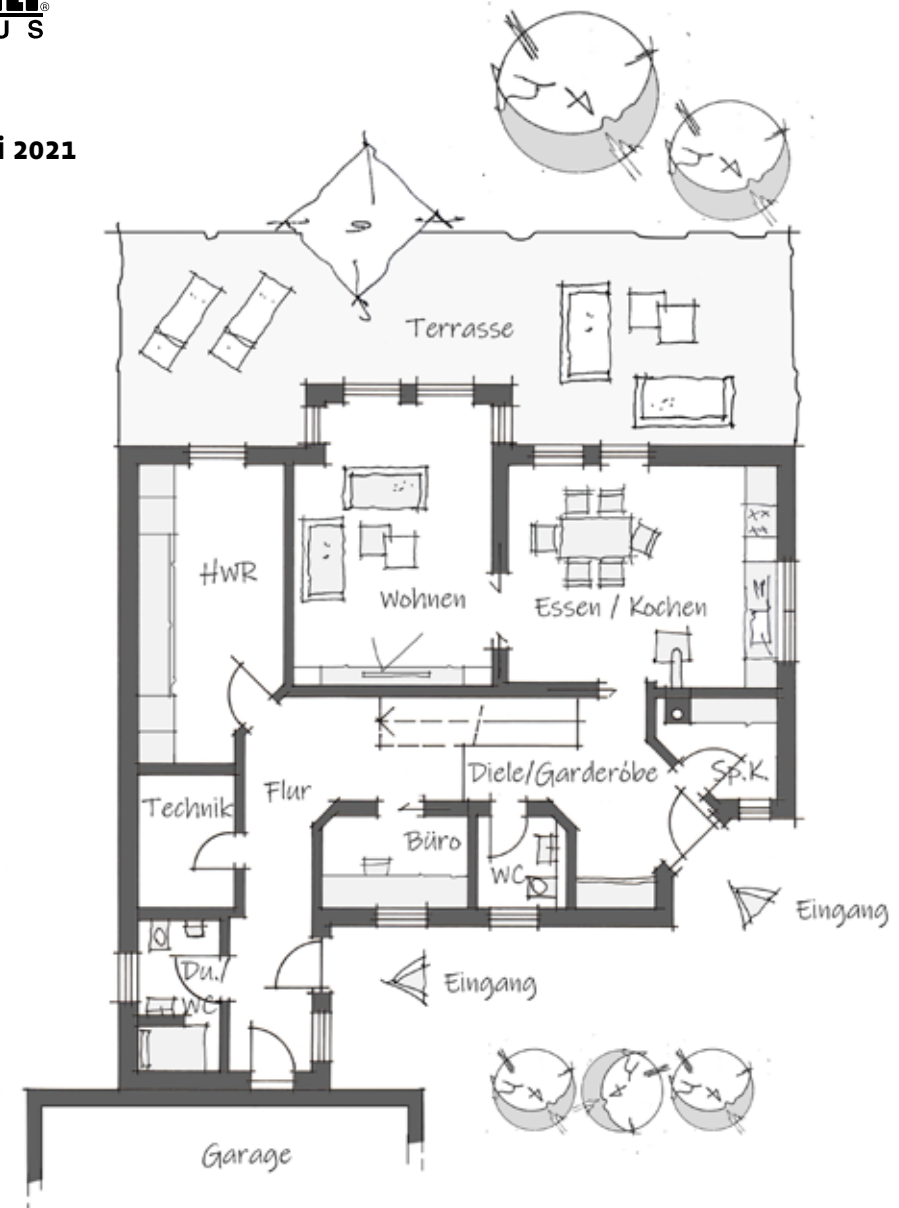 U S
2021
Terrasse
HWR
Wohnen
Essen / Kochen
Technik
Flur
Diele/Garderobe
Sp.K.
Büro
WC
Eingang
Du./
WC
Eingang
Garage